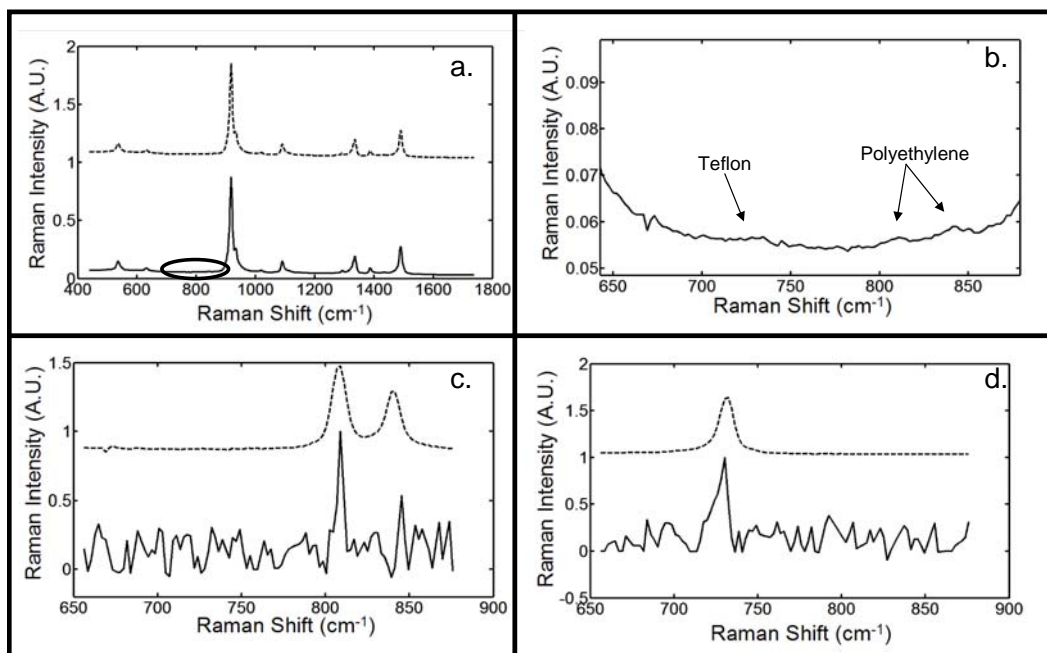 a.
Raman Intensity (A.U.)
2
1.5
1
0.5
0
400 600 800 1000 1200 1400 1600 1800
Raman Shift (cm⁻¹)
b.
Raman Intensity (A.U.)
0.09
0.08
0.07
0.06
0.05
Teflon
Polyethylene
650 700 750 800 850
Raman Shift (cm⁻¹)
c.
Raman Intensity (A.U.)
1.5
1
0.5
0
650 700 750 800 850 900
Raman Shift (cm⁻¹)
d.
Raman Intensity (A.U.)
2
1.5
1
0.5
0
-0.5
650 700 750 800 850 900
Raman Shift (cm⁻¹)